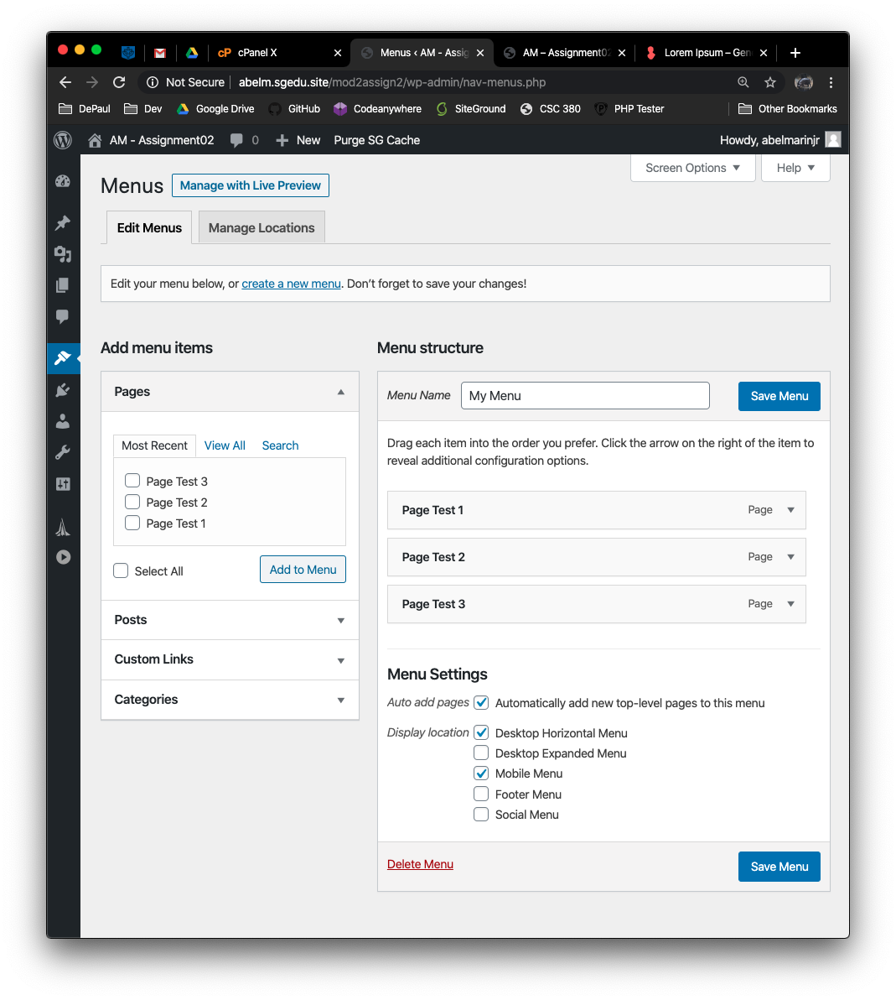 cP cPanel X
Menus ‹ AM - Assig
AM – Assignment02
Lorem Ipsum – Gen
Not Secure abelm.sgedu.site/mod2assign2/wp-admin/nav-menus.php
DePaul Dev Google Drive GitHub Codeanywhere SiteGround CSC 380 PHP Tester Other Bookmarks
AM - Assignment02 0 New Purge SG Cache Howdy, abelmarinjr
Screen Options Help
Menus Manage with Live Preview
Edit Menus Manage Locations
Edit your menu below, or create a new menu. Don’t forget to save your changes!
Add menu items
Pages
Most Recent View All Search
Page Test 3
Page Test 2
Page Test 1
Select All Add to Menu
Posts
Custom Links
Categories
Menu structure
Menu Name My Menu Save Menu
Drag each item into the order you prefer. Click the arrow on the right of the item to
reveal additional configuration options.
Page Test 1 Page
Page Test 2 Page
Page Test 3 Page
Menu Settings
Auto add pages Automatically add new top-level pages to this menu
Display location Desktop Horizontal Menu
Desktop Expanded Menu
Mobile Menu
Footer Menu
Social Menu
Delete Menu Save Menu